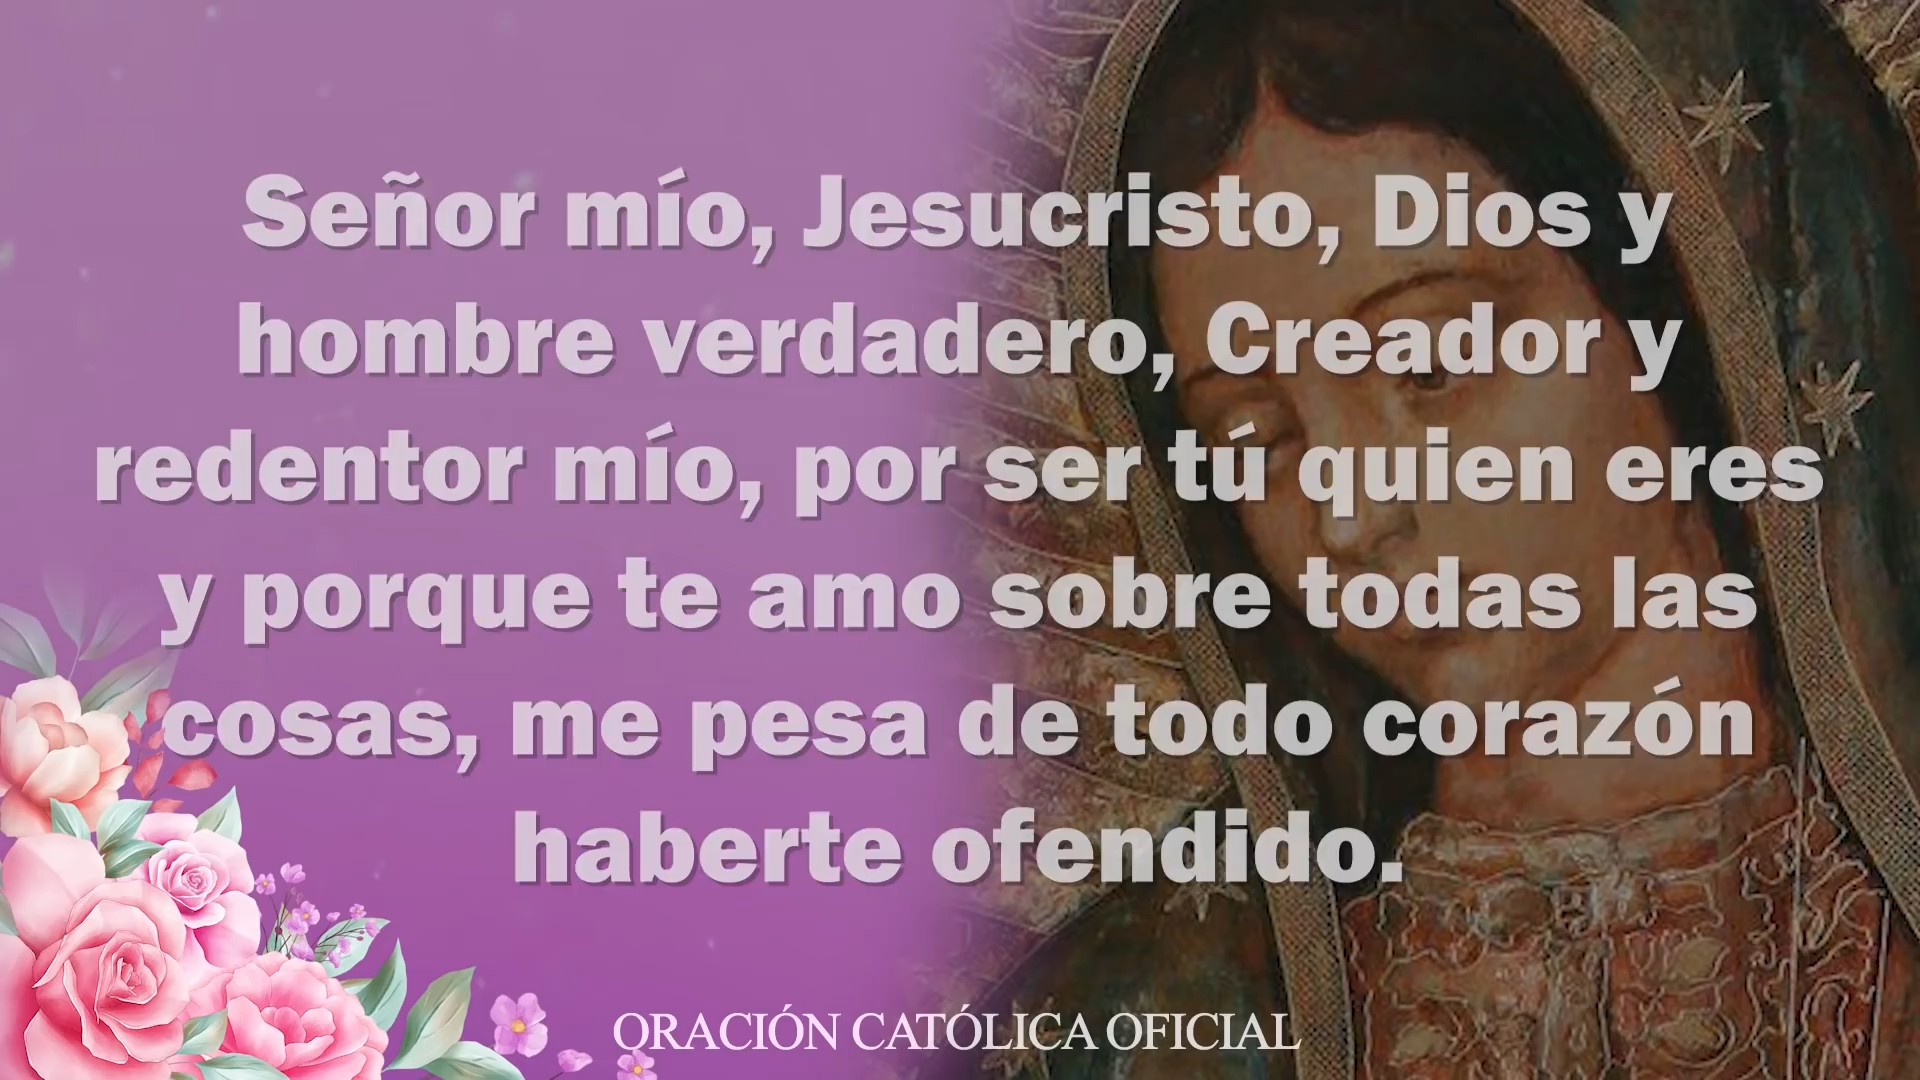 Señor mío, Jesucristo, Dios y
hombre verdadero, Creador y
redentor mío, por ser tú quien eres
y porque te amo sobre todas las
cosas, me pesa de todo corazón
haberte ofendido.
ORACIÓN CATÓLICA OFICIAL